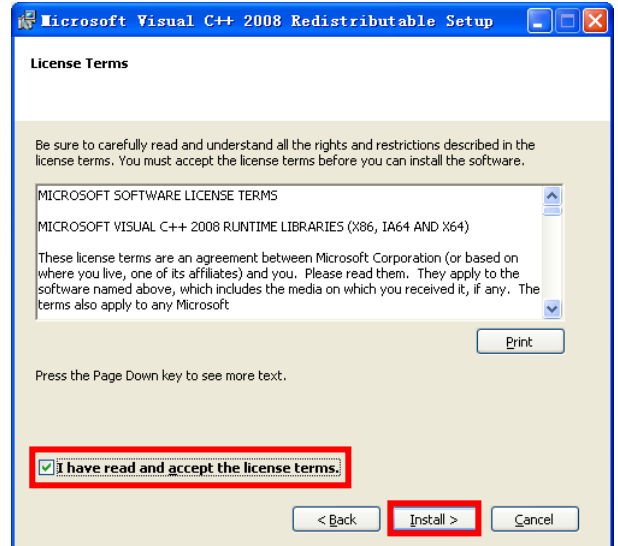 Microsoft Visual C++ 2008 Redistributable Setup
License Terms
Be sure to carefully read and understand all the rights and restrictions described in the
license terms. You must accept the license terms before you can install the software.
MICROSOFT SOFTWARE LICENSE TERMS
MICROSOFT VISUAL C++ 2008 RUNTIME LIBRARIES (X86, IA64 AND X64)
These license terms are an agreement between Microsoft Corporation (or based on
where you live, one of its affiliates) and you.  Please read them.  They apply to the
software named above, which includes the media on which you received it, if any.  The
terms also apply to any Microsoft
Print
Press the Page Down key to see more text.
I have read and accept the license terms.
< Back
Install >
Cancel